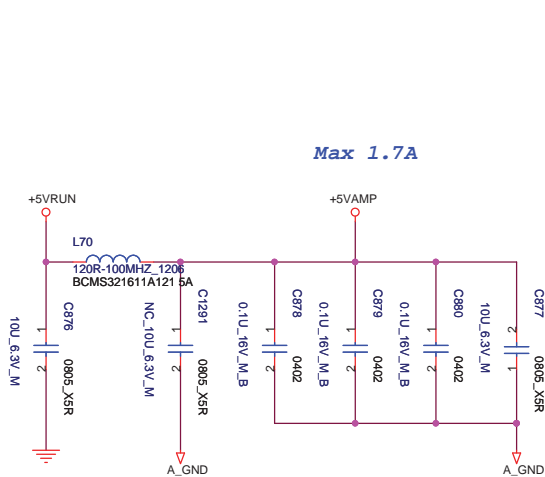 Max 1.7A
+5VRUN
+5VAMP
L70
120R-100MHZ_1206
BCMS321611A121 5A
C876
1
2
10U_6.3V_M
0805_X5R
C1291
1
2
NC_10U_6.3V_M
0805_X5R
C878
1
2
0.1U_16V_M_B
0402
C879
1
2
0.1U_16V_M_B
0402
C880
1
2
0.1U_16V_M_B
0402
C877
2
1
10U_6.3V_M
0805_X5R
A_GND
A_GND